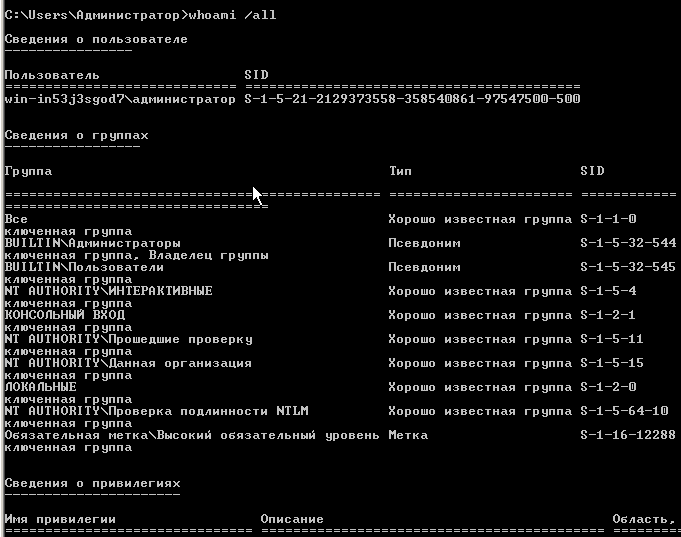 C:\Users\Администратор>whoami /all
Сведения о пользователе
----------------
Пользователь SID
============================= ==========================================
win-in53j3sgod7\администратор S-1-5-21-2129373558-358540861-97547500-500
Сведения о группах
-----------------
Группа Тип SID
=============================================== ======================= ============
=================================
Все Хорошо известная группа S-1-1-0
ключенная группа
BUILTIN\Администраторы Псевдоним S-1-5-32-544
ключенная группа, Владелец группы
BUILTIN\Пользователи Псевдоним S-1-5-32-545
ключенная группа
NT AUTHORITY\ИНТЕРАКТИВНЫЕ Хорошо известная группа S-1-5-4
ключенная группа
КОНСОЛЬНЫЙ ВХОД Хорошо известная группа S-1-2-1
ключенная группа
NT AUTHORITY\Прошедшие проверку Хорошо известная группа S-1-5-11
ключенная группа
NT AUTHORITY\Данная организация Хорошо известная группа S-1-5-15
ключенная группа
ЛОКАЛЬНЫЕ Хорошо известная группа S-1-2-0
ключенная группа
NT AUTHORITY\Проверка подлинности NTLM Хорошо известная группа S-1-5-64-10
ключенная группа
Обязательная метка\Высокий обязательный уровень Метка S-1-16-12288
ключенная группа
Сведения о привилегиях
----------------------
Имя привилегии Описание Область,
=============================== =========================================== ========